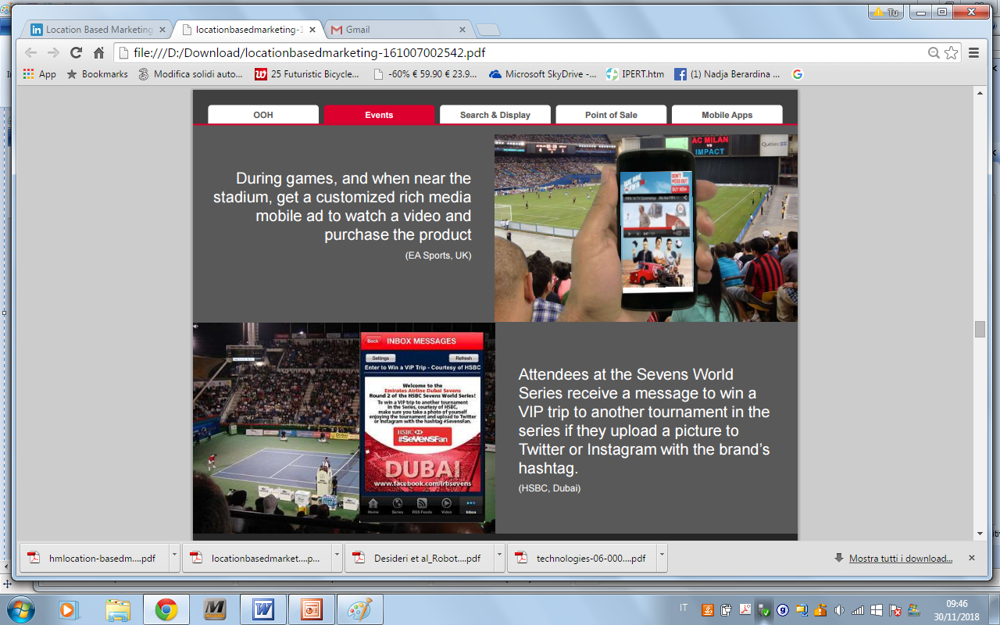 Tu
Location Based Marketing
locationbasedmarketing-1
Gmail
file:///D:/Download/locationbasedmarketing-161007002542.pdf
App
Bookmarks
Modifica solidi auto...
25 Futuristic Bicycle...
-60% € 59.90 € 23.9...
Microsoft SkyDrive -...
IPERT.htm
(1) Nadja Berardina ...
OOH
Events
Search & Display
Point of Sale
Mobile Apps
During games, and when near the
stadium, get a customized rich media
mobile ad to watch a video and
purchase the product
(EA Sports, UK)
AC MILAN
VS
IMPACT
Québec
WE ARE
FIFA
DON'T
MISS OUT
BUY NOW
Back
INBOX MESSAGES
Settings
Refresh
Enter to Win a VIP Trip - Courtesy of HSBC
Welcome to the
Emirates Airline Dubai Sevens
Round 2 of the HSBC Sevens World Series!
To win a VIP trip to another tournament
in the Series, courtesy of HSBC,
make sure you take a photo of yourself
enjoying the tournament and upload to Twitter
or Instagram with the hashtag #SevensFan.
HSBC
#SeVENSFan
DUBAI
www.facebook.com/irbsevens
Home
Series
RSS Feeds
Video
Inbox
Attendees at the Sevens World
Series receive a message to win a
VIP trip to another tournament in the
series if they upload a picture to
Twitter or Instagram with the brand’s
hashtag.
(HSBC, Dubai)
hmlocation-basedm....pdf
locationbasedmarket....p...
Desideri et al_Robot....pdf
technologies-06-000....pdf
Mostra tutti i download...
IT
09:46
30/11/2018